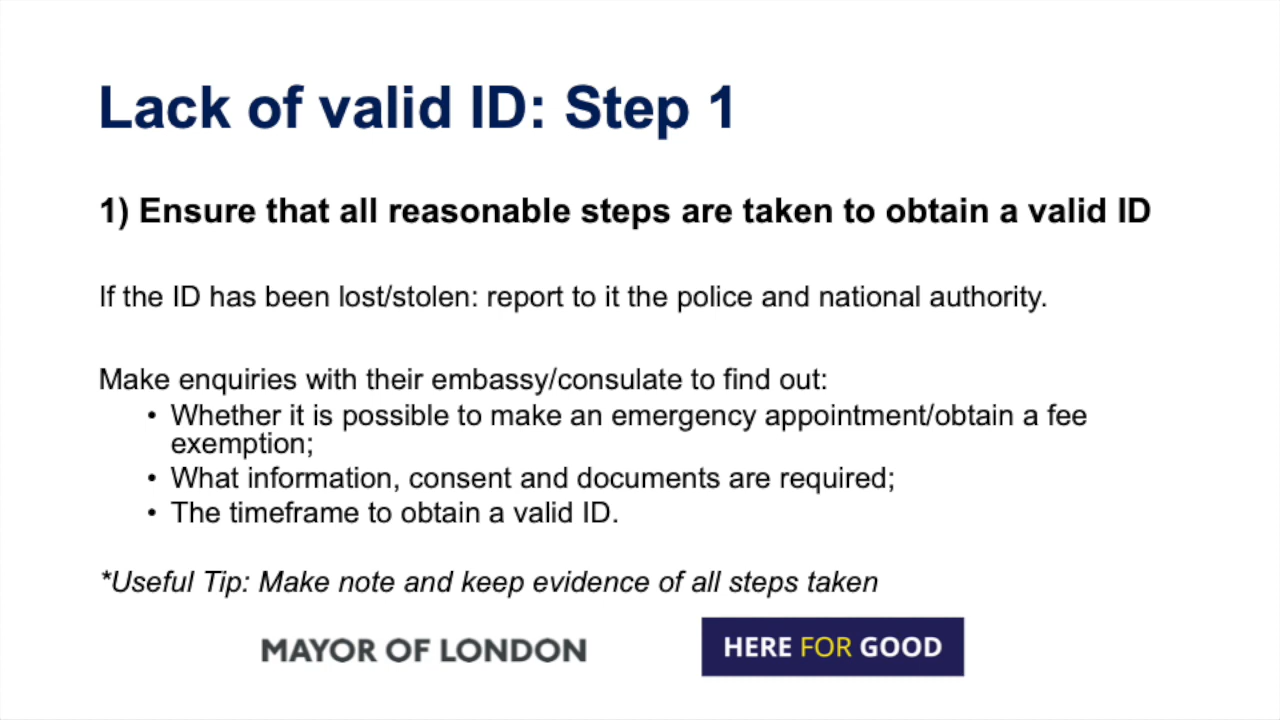 Lack of valid ID: Step 1
1) Ensure that all reasonable steps are taken to obtain a valid ID
If the ID has been lost/stolen: report to it the police and national authority.
Make enquiries with their embassy/consulate to find out:
• Whether it is possible to make an emergency appointment/obtain a fee
exemption;
• What information, consent and documents are required;
• The timeframe to obtain a valid ID.
*Useful Tip: Make note and keep evidence of all steps taken
MAYOR OF LONDON
HERE FOR GOOD